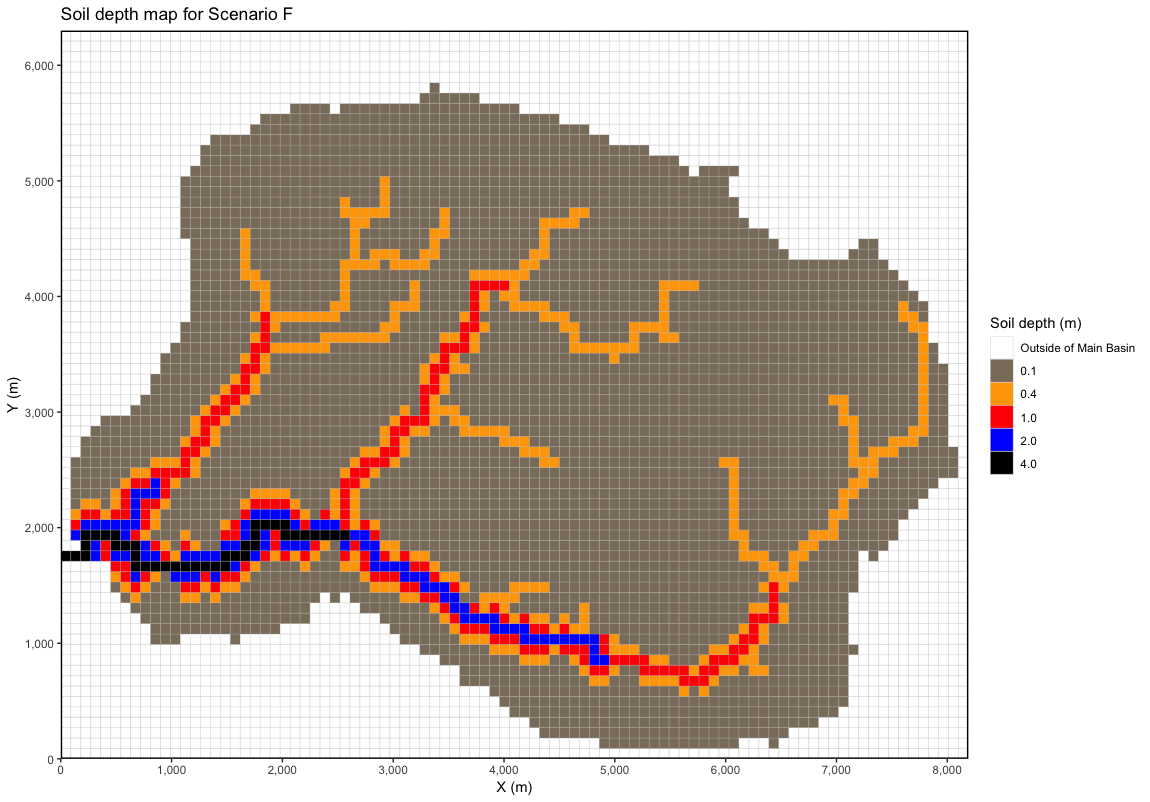 Soil depth map for Scenario F
6,000
5,000
4,000
3,000
2,000
1,000
0
Y (m)
0 1,000 2,000 3,000 4,000 5,000 6,000 7,000 8,000
X (m)
Soil depth (m)
Outside of Main Basin
0.1
0.4
1.0
2.0
4.0